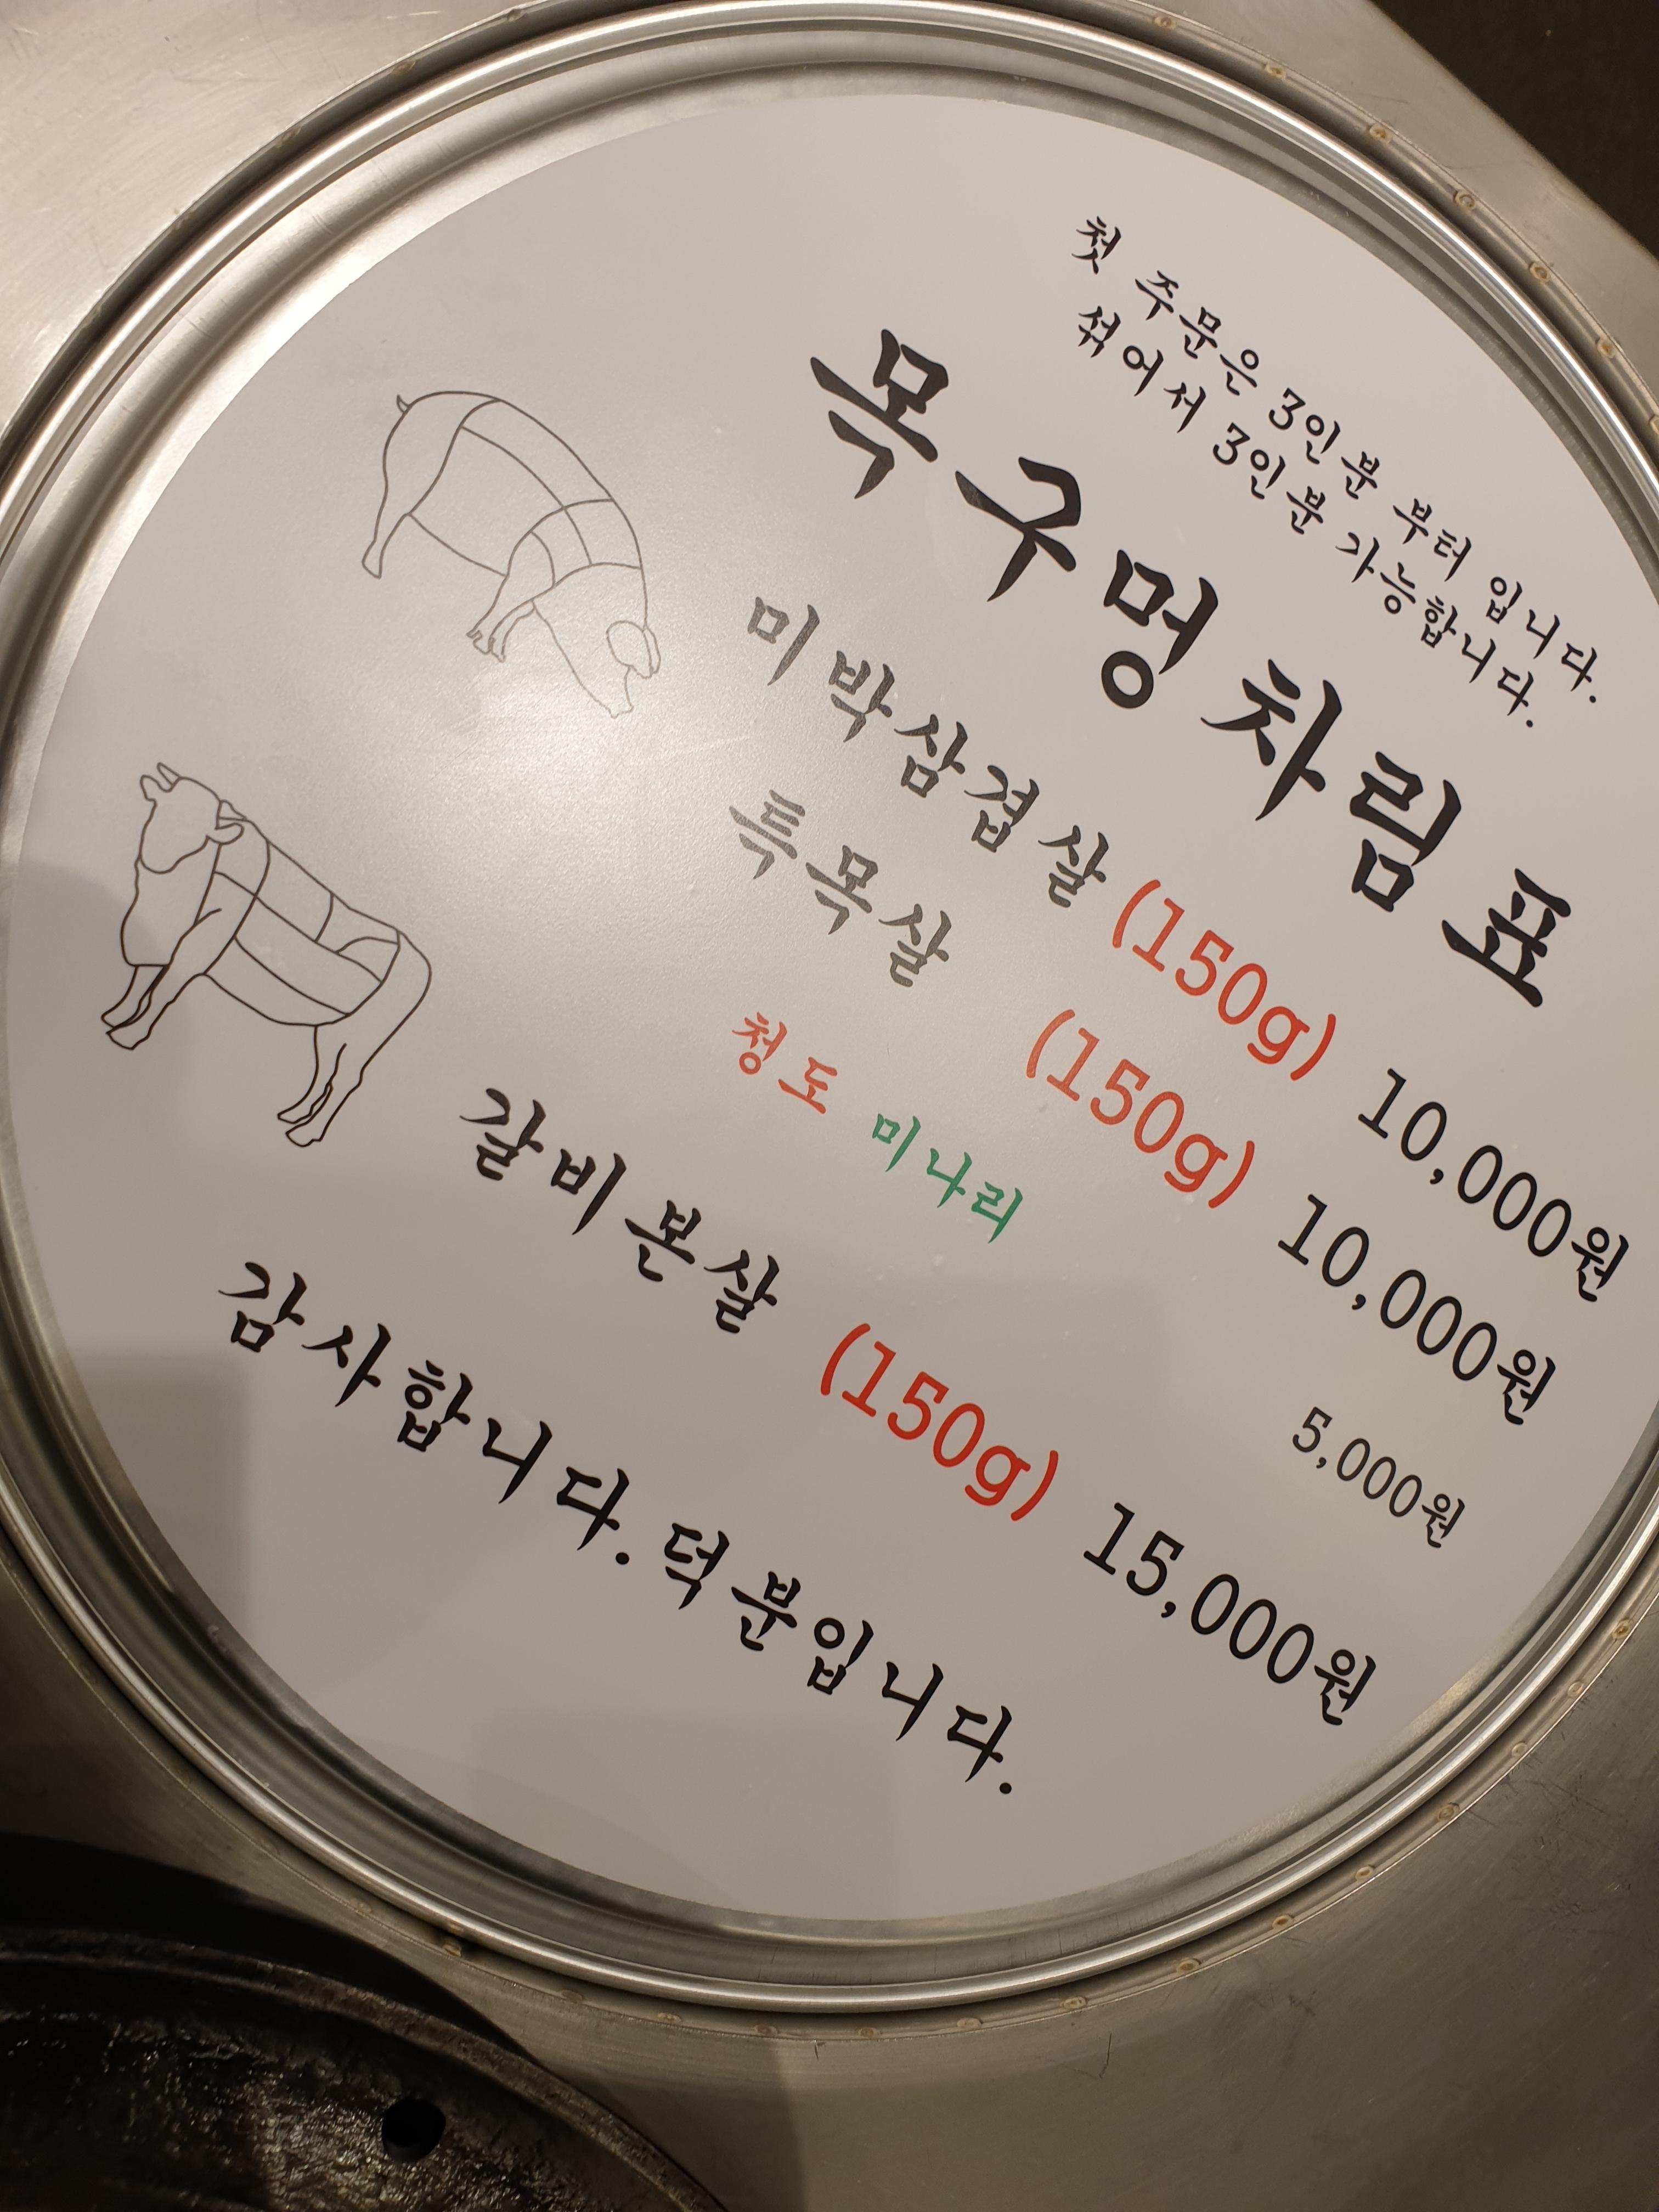 첫 주문은 3인분 부터 입니다.
섞어서 3인분 가능합니다.
목구멍차림표
미박삼겹살 (150g) 10,000원
특목살 (150g) 10,000원
청도 미나리 5,000원
갈비본살 (150g) 15,000원
감사합니다. 덕분입니다.